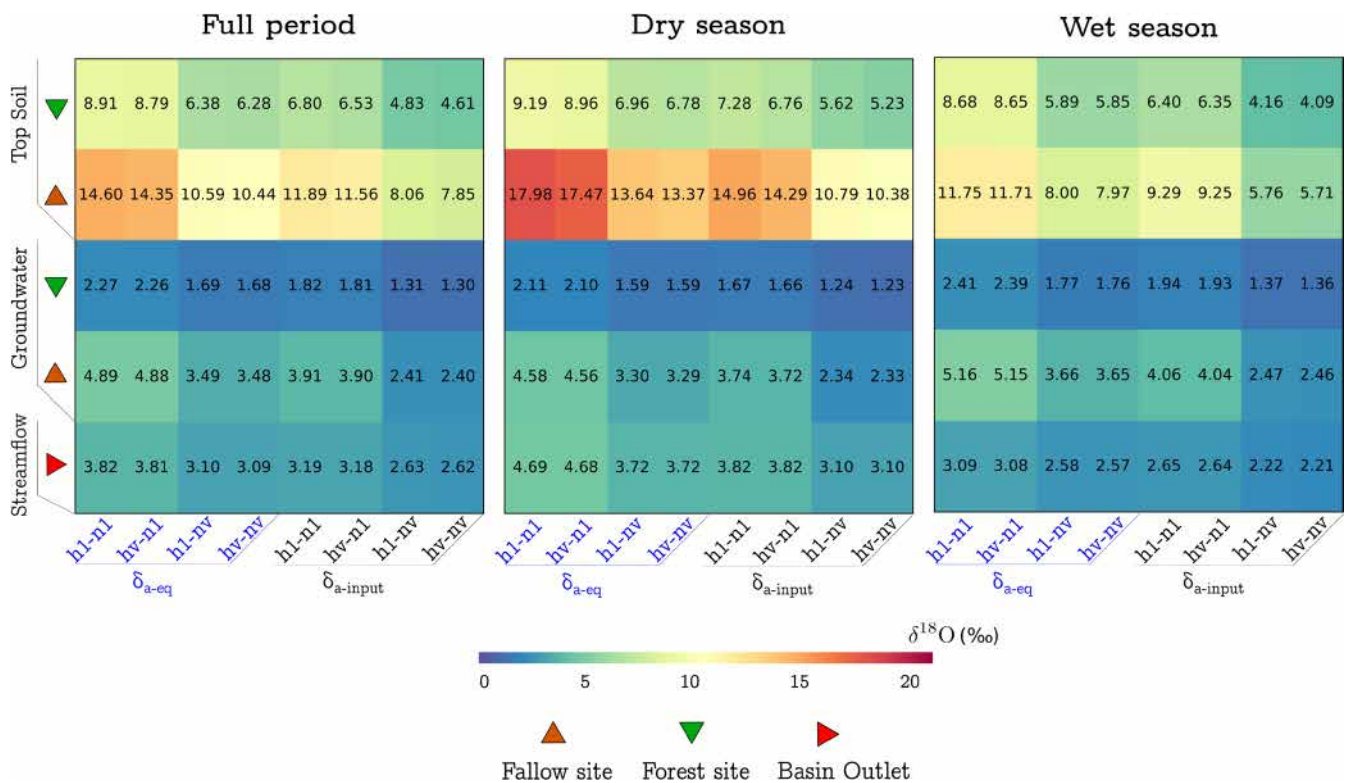 Full period
Dry season
Wet season
Top Soil
8.91 8.79 6.38 6.28 6.80 6.53 4.83 4.61
9.19 8.96 6.96 6.78 7.28 6.76 5.62 5.23
8.68 8.65 5.89 5.85 6.40 6.35 4.16 4.09
14.60 14.35 10.59 10.44 11.89 11.56 8.06 7.85
17.98 17.47 13.64 13.37 14.96 14.29 10.79 10.38
11.75 11.71 8.00 7.97 9.29 9.25 5.76 5.71
Groundwater
2.27 2.26 1.69 1.68 1.82 1.81 1.31 1.30
2.11 2.10 1.59 1.59 1.67 1.66 1.24 1.23
2.41 2.39 1.77 1.76 1.94 1.93 1.37 1.36
4.89 4.88 3.49 3.48 3.91 3.90 2.41 2.40
4.58 4.56 3.30 3.29 3.74 3.72 2.34 2.33
5.16 5.15 3.66 3.65 4.06 4.04 2.47 2.46
Streamflow
3.82 3.81 3.10 3.09 3.19 3.18 2.63 2.62
4.69 4.68 3.72 3.72 3.82 3.82 3.10 3.10
3.09 3.08 2.58 2.57 2.65 2.64 2.22 2.21
h1-n1 hv-n1 h1-nv hv-nv h1-n1 hv-n1 h1-nv hv-nv
h1-n1 hv-n1 h1-nv hv-nv h1-n1 hv-n1 h1-nv hv-nv
h1-n1 hv-n1 h1-nv hv-nv h1-n1 hv-n1 h1-nv hv-nv
δa-eq δa-input
δa-eq δa-input
δa-eq δa-input
δ¹⁸O (‰)
0 5 10 15 20
Fallow site
Forest site
Basin Outlet